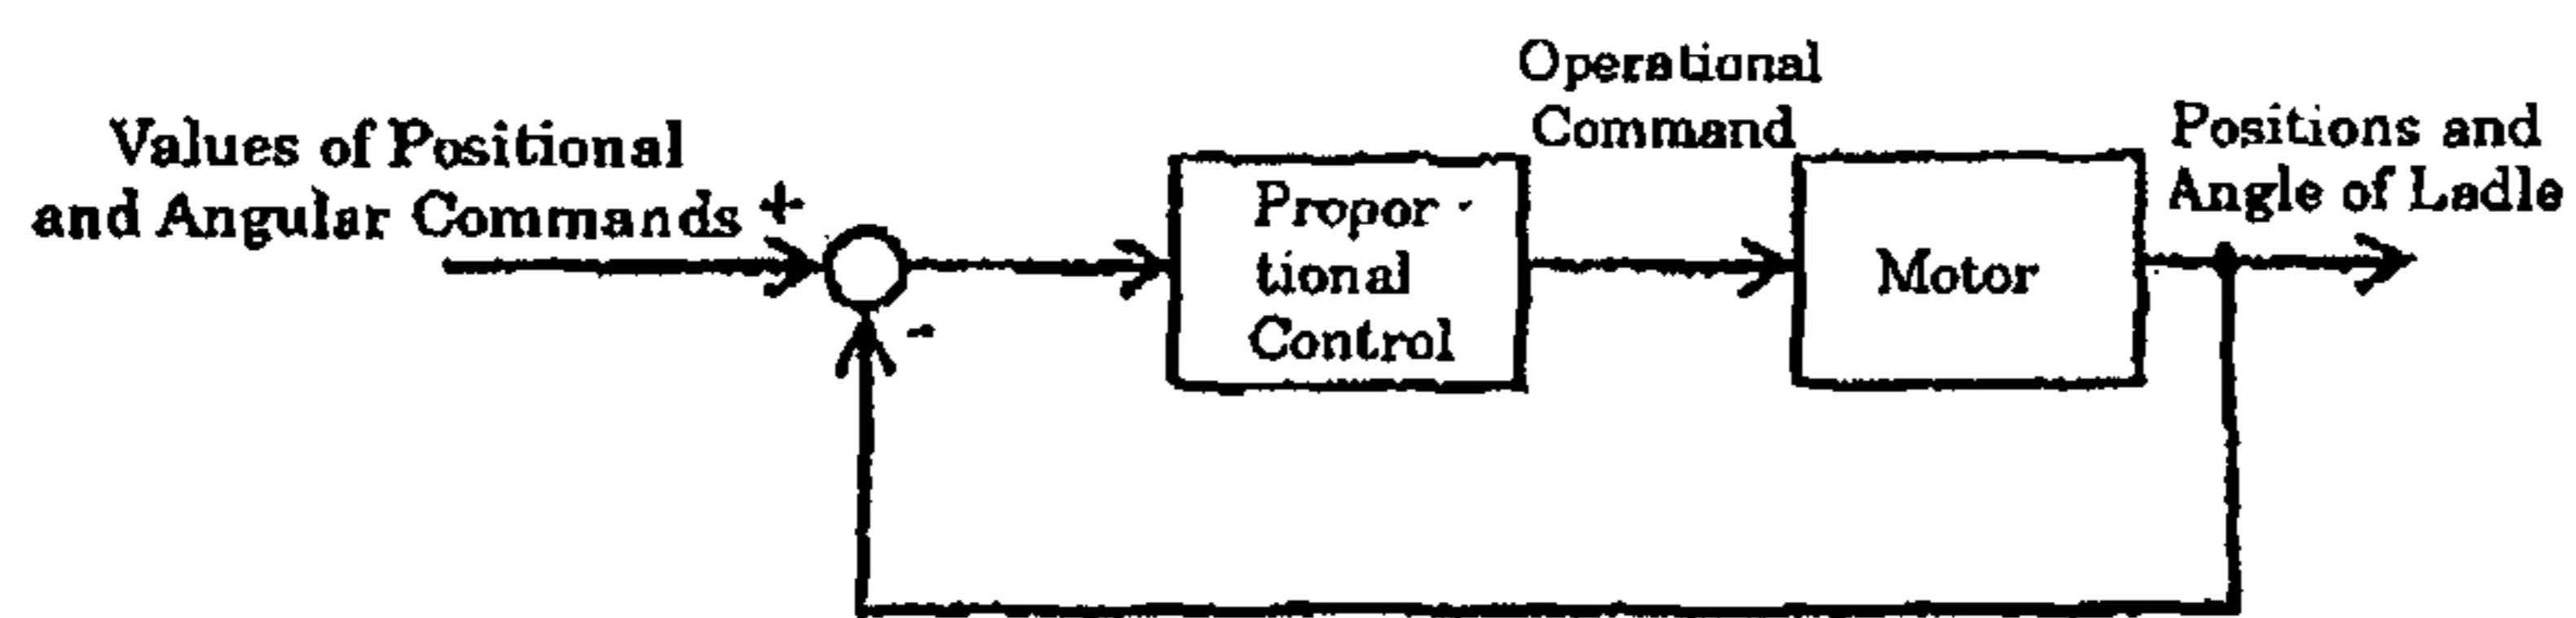 Operational
Command
Values of Positional
and Angular Commands +
Positions and
Angle of Ladle
Propor -
tional
Control
Motor
-